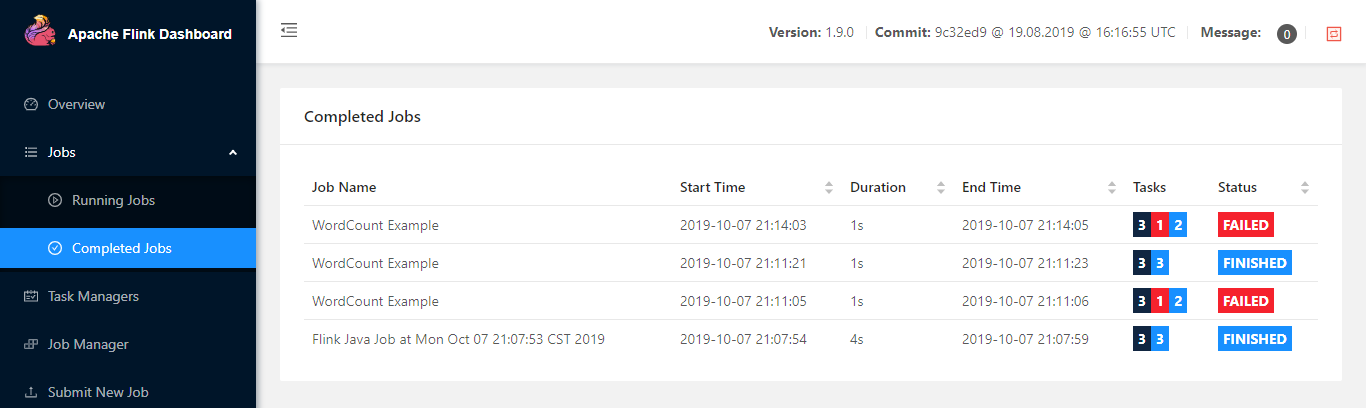 Apache Flink Dashboard
Version: 1.9.0 Commit: 9c32ed9 @ 19.08.2019 @ 16:16:55 UTC Message: 0
Overview
Jobs
Running Jobs
Completed Jobs
Task Managers
Job Manager
Submit New Job
Completed Jobs
Job Name Start Time Duration End Time Tasks Status
WordCount Example 2019-10-07 21:14:03 1s 2019-10-07 21:14:05 3 1 2 FAILED
WordCount Example 2019-10-07 21:11:21 1s 2019-10-07 21:11:23 3 3 FINISHED
WordCount Example 2019-10-07 21:11:05 1s 2019-10-07 21:11:06 3 1 2 FAILED
Flink Java Job at Mon Oct 07 21:07:53 CST 2019 2019-10-07 21:07:54 4s 2019-10-07 21:07:59 3 3 FINISHED